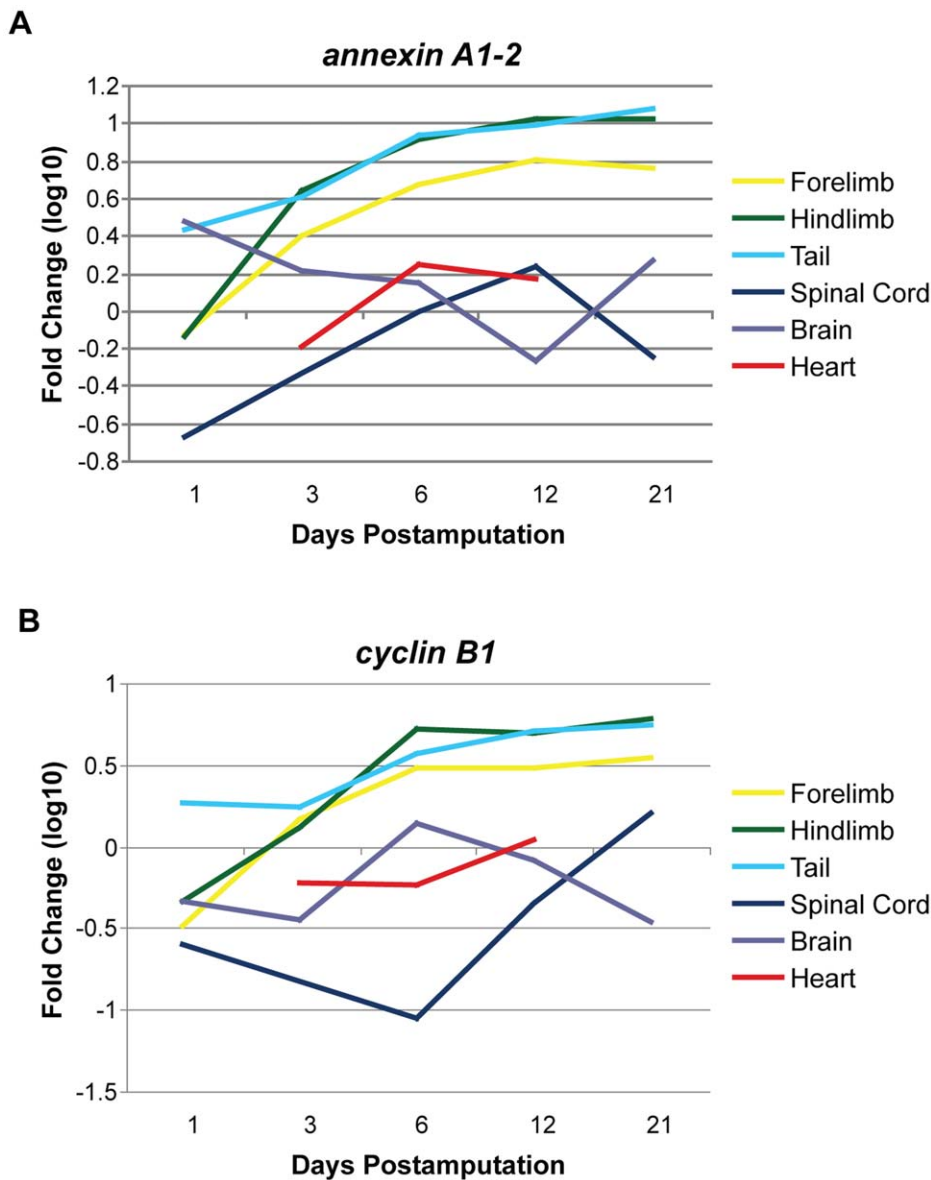 A
annexin A1-2
Fold Change (log10)
1.2
1
0.8
0.6
0.4
0.2
0
-0.2
-0.4
-0.6
-0.8
1 3 6 12 21
Days Postamputation
Forelimb
Hindlimb
Tail
Spinal Cord
Brain
Heart
B
cyclin B1
Fold Change (log10)
1
0.5
0
-0.5
-1
-1.5
1 3 6 12 21
Days Postamputation
Forelimb
Hindlimb
Tail
Spinal Cord
Brain
Heart